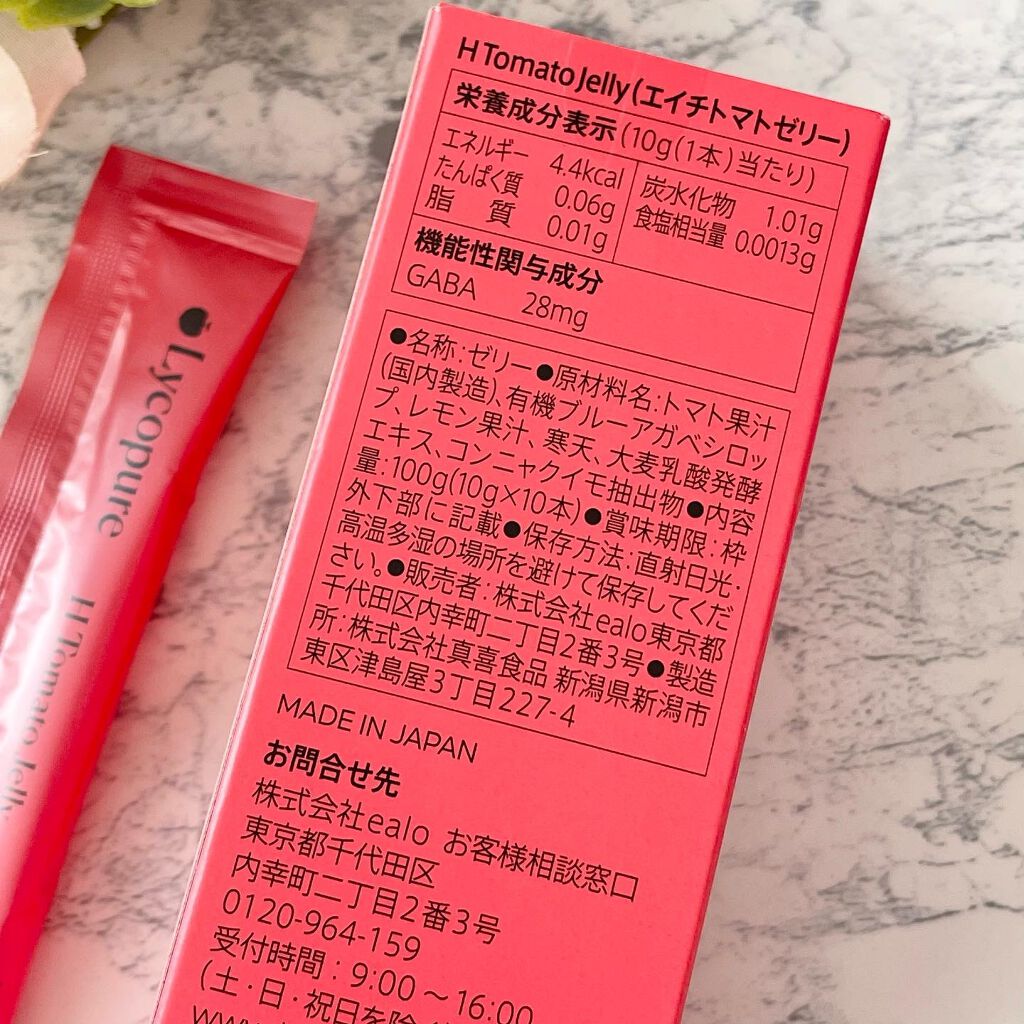 H Tomato Jelly(エイチトマトゼリー)
栄養成分表示(10g(1本)当たり)
エネルギー 4.4kcal
たんぱく質 0.06g
脂質 0.01g
炭水化物 1.01g
食塩相当量 0.0013g
機能性関与成分
GABA 28mg
●名称:ゼリー●原材料名:トマト果汁
(国内製造)、有機ブルーアガベシロッ
プ、レモン果汁、寒天、大麦乳酸発酵
エキス、コンニャクイモ抽出物●内容
量:100g(10g×10本)●賞味期限:枠
外下部に記載●保存方法:直射日光・
高温多湿の場所を避けて保存してくだ
さい。●販売者:株式会社ealo東京都
千代田区内幸町二丁目2番3号●製造
所:株式会社真喜食品 新潟県新潟市
東区津島屋3丁目227-4
MADE IN JAPAN
お問合せ先
株式会社ealo お客様相談窓口
東京都千代田区
内幸町二丁目2番3号
0120-964-159
受付時間:9:00~16:00
(土・日・祝日を除
Lycopure
H Tomato Jelly